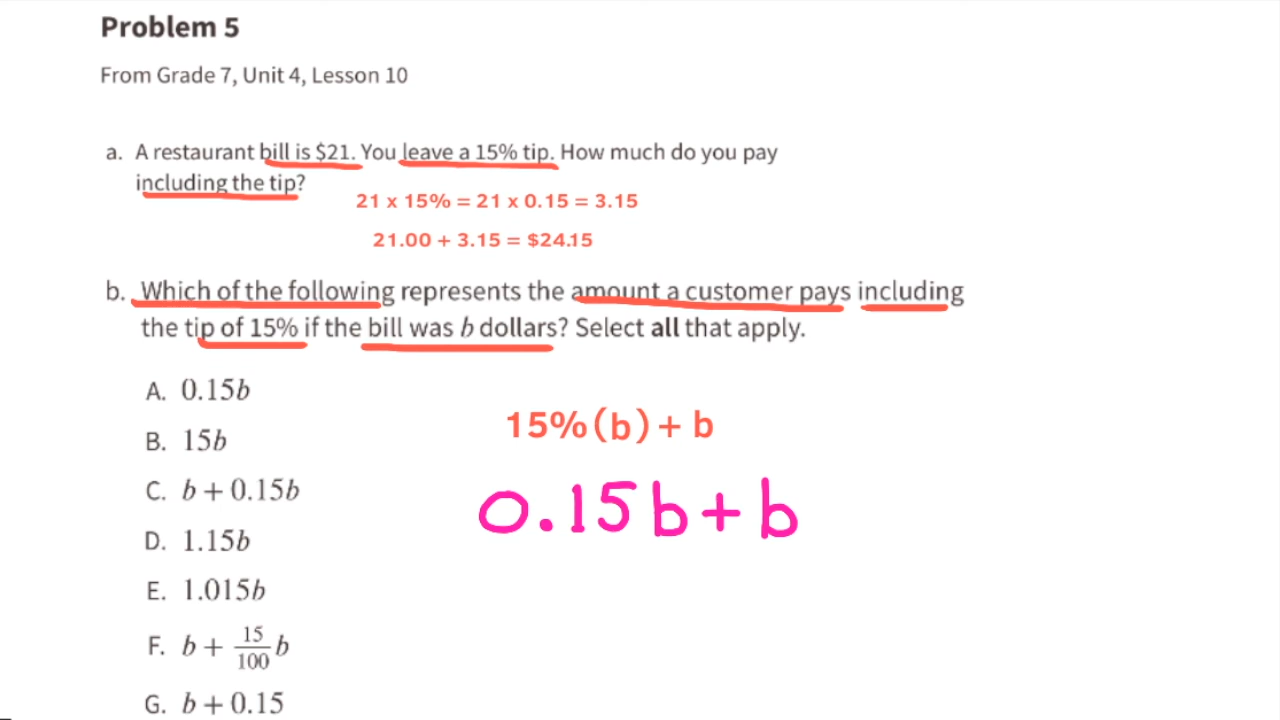 Problem 5
From Grade 7, Unit 4, Lesson 10
a. A restaurant bill is $21. You leave a 15% tip. How much do you pay
including the tip?
21 x 15% = 21 x 0.15 = 3.15
21.00 + 3.15 = $24.15
b. Which of the following represents the amount a customer pays including
the tip of 15% if the bill was b dollars? Select all that apply.
A. 0.15b
B. 15b
C. b + 0.15b
D. 1.15b
E. 1.015b
F. b + 15/100 b
G. b + 0.15
15%(b) + b
0.15b+b